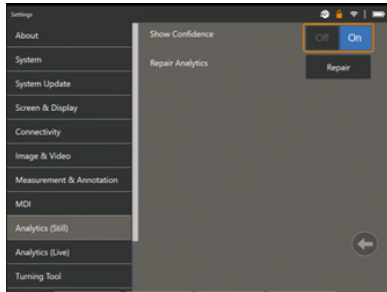 Settings
About
Show Confidence
Off
On
System
Repair Analytics
Repair
System Update
Screen & Display
Connectivity
Image & Video
Measurement & Annotation
MDI
Analytics (Still)
Analytics (Live)
Turning Tool